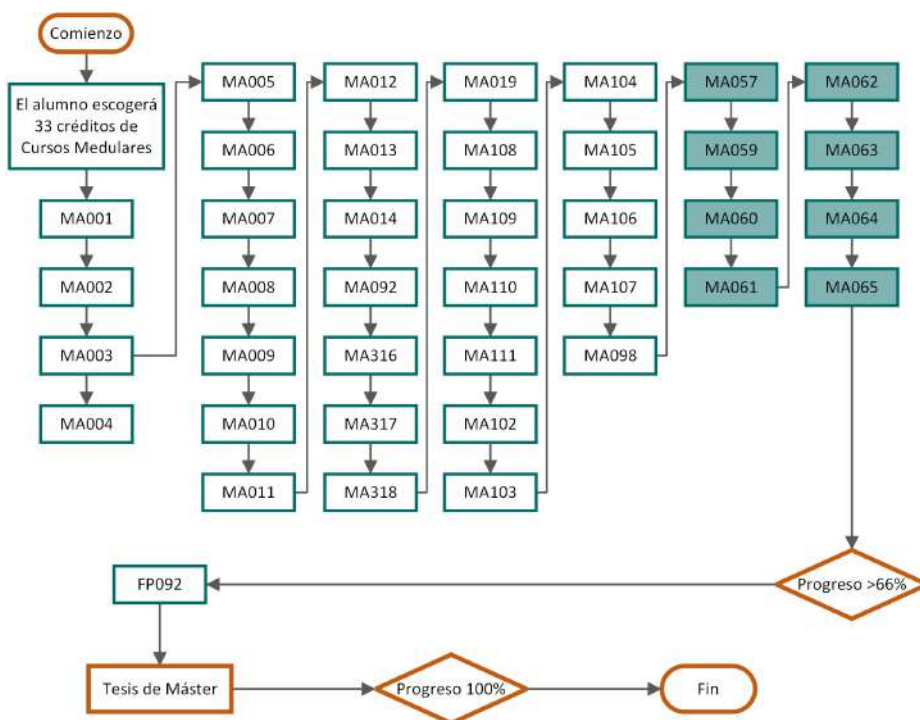 Comienzo
El alumno escogerá
33 créditos de
Cursos Medulares
MA001
MA002
MA003
MA004
MA005
MA006
MA007
MA008
MA009
MA010
MA011
MA012
MA013
MA014
MA092
MA316
MA317
MA318
MA019
MA108
MA109
MA110
MA111
MA102
MA103
MA104
MA105
MA106
MA107
MA098
MA057
MA059
MA060
MA061
MA062
MA063
MA064
MA065
Progreso >66%
FP092
Tesis de Máster
Progreso 100%
Fin